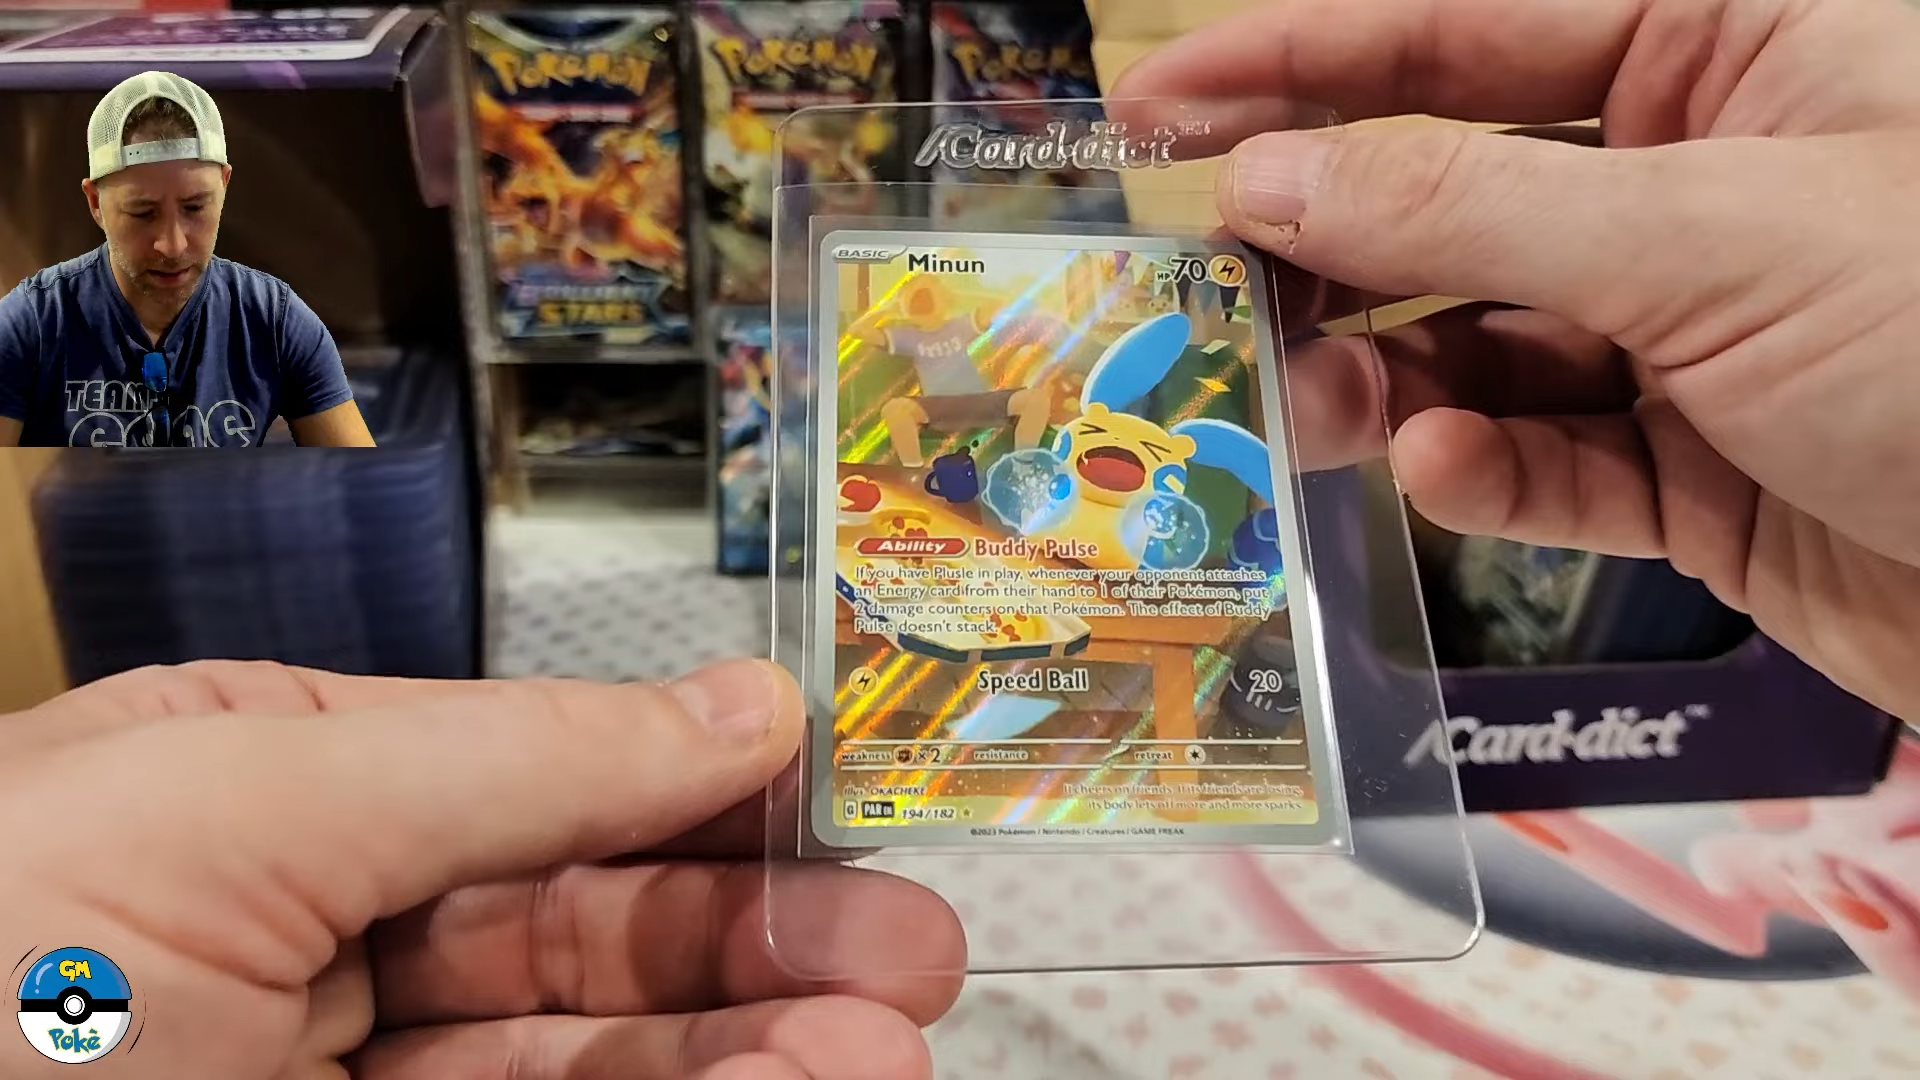 POKéMON
POKéMON
POKéMON
BRILLIANT
STARS
TEAM
Card-dict™
BASIC
Minun
HP 70
Ability Buddy Pulse
If you have Plusle in play, whenever your opponent attaches
an Energy card from their hand to 1 of their Pokémon, put
2 damage counters on that Pokémon. The effect of Buddy
Pulse doesn't stack.
Speed Ball 20
weakness ×2 resistance retreat
Illus. OKACHEKE
It cheers on friends. If its friends are losing,
its body lets off more and more sparks.
G PAR EN 194/182
©2023 Pokémon / Nintendo / Creatures / GAME FREAK
Card-dict™
GM
Pokè